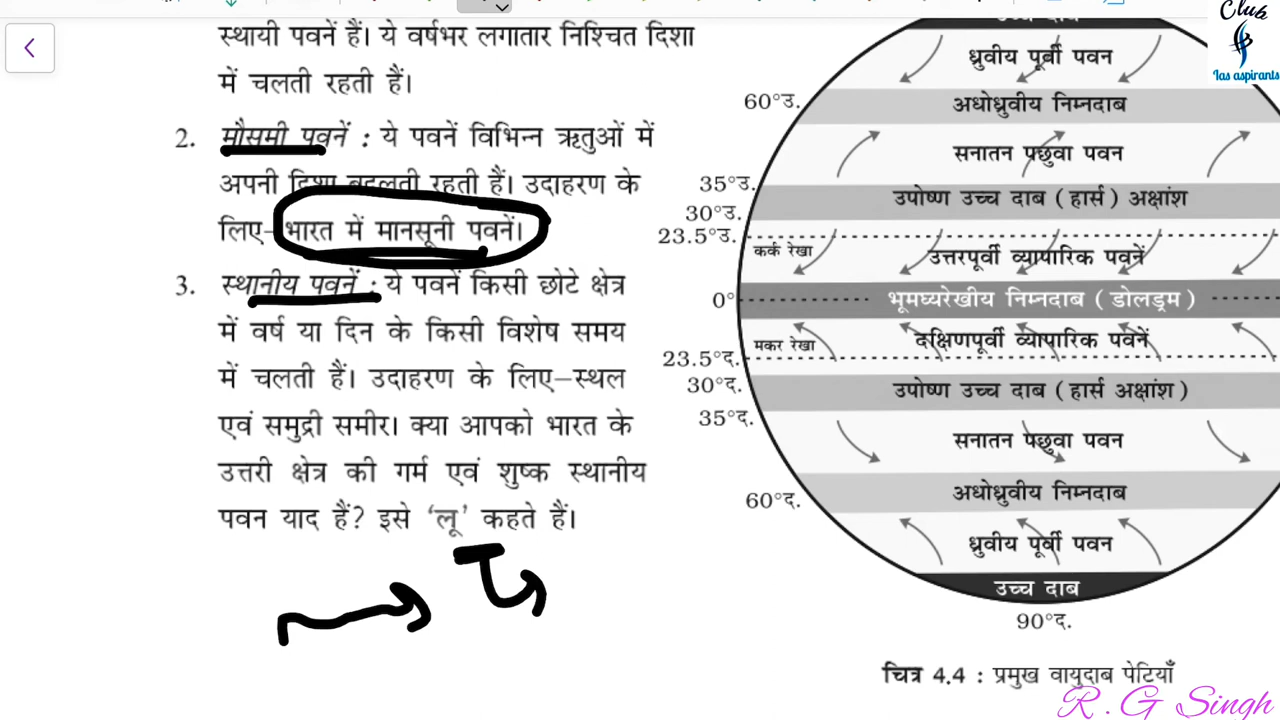 स्थायी पवनें हैं। ये वर्षभर लगातार निश्चित दिशा
में चलती रहती हैं।
2. मौसमी पवनें : ये पवनें विभिन्न ऋतुओं में
अपनी दिशा बदलती रहती हैं। उदाहरण के
लिए– भारत में मानसूनी पवनें।
3. स्थानीय पवनें : ये पवनें किसी छोटे क्षेत्र
में वर्ष या दिन के किसी विशेष समय
में चलती हैं। उदाहरण के लिए–स्थल
एवं समुद्री समीर। क्या आपको भारत के
उत्तरी क्षेत्र की गर्म एवं शुष्क स्थानीय
पवन याद हैं? इसे ‘लू’ कहते हैं।
उच्च दाब
ध्रुवीय पूर्वी पवन
60°उ.
अधोध्रुवीय निम्नदाब
सनातन पछुवा पवन
35°उ.
उपोष्ण उच्च दाब (हार्स) अक्षांश
30°उ.
23.5°उ.
कर्क रेखा
उत्तरपूर्वी व्यापारिक पवनें
0°
भूमध्यरेखीय निम्नदाब (डोलड्रम)
मकर रेखा
दक्षिणपूर्वी व्यापारिक पवनें
23.5°द.
30°द.
उपोष्ण उच्च दाब (हार्स अक्षांश)
35°द.
सनातन पछुवा पवन
60°द.
अधोध्रुवीय निम्नदाब
ध्रुवीय पूर्वी पवन
उच्च दाब
90°द.
चित्र 4.4 : प्रमुख वायुदाब पेटियाँ
Club
Ias aspirants
R.G Singh